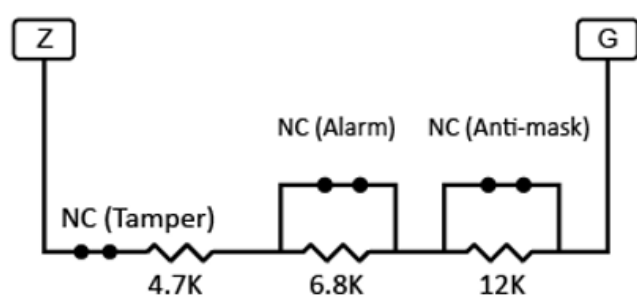 Z
G
NC (Alarm)
NC (Anti-mask)
NC (Tamper)
4.7K
6.8K
12K